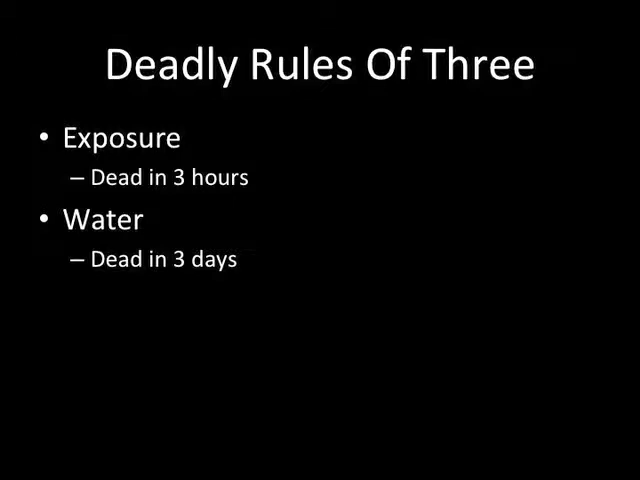 Deadly Rules Of Three
• Exposure
– Dead in 3 hours
• Water
– Dead in 3 days